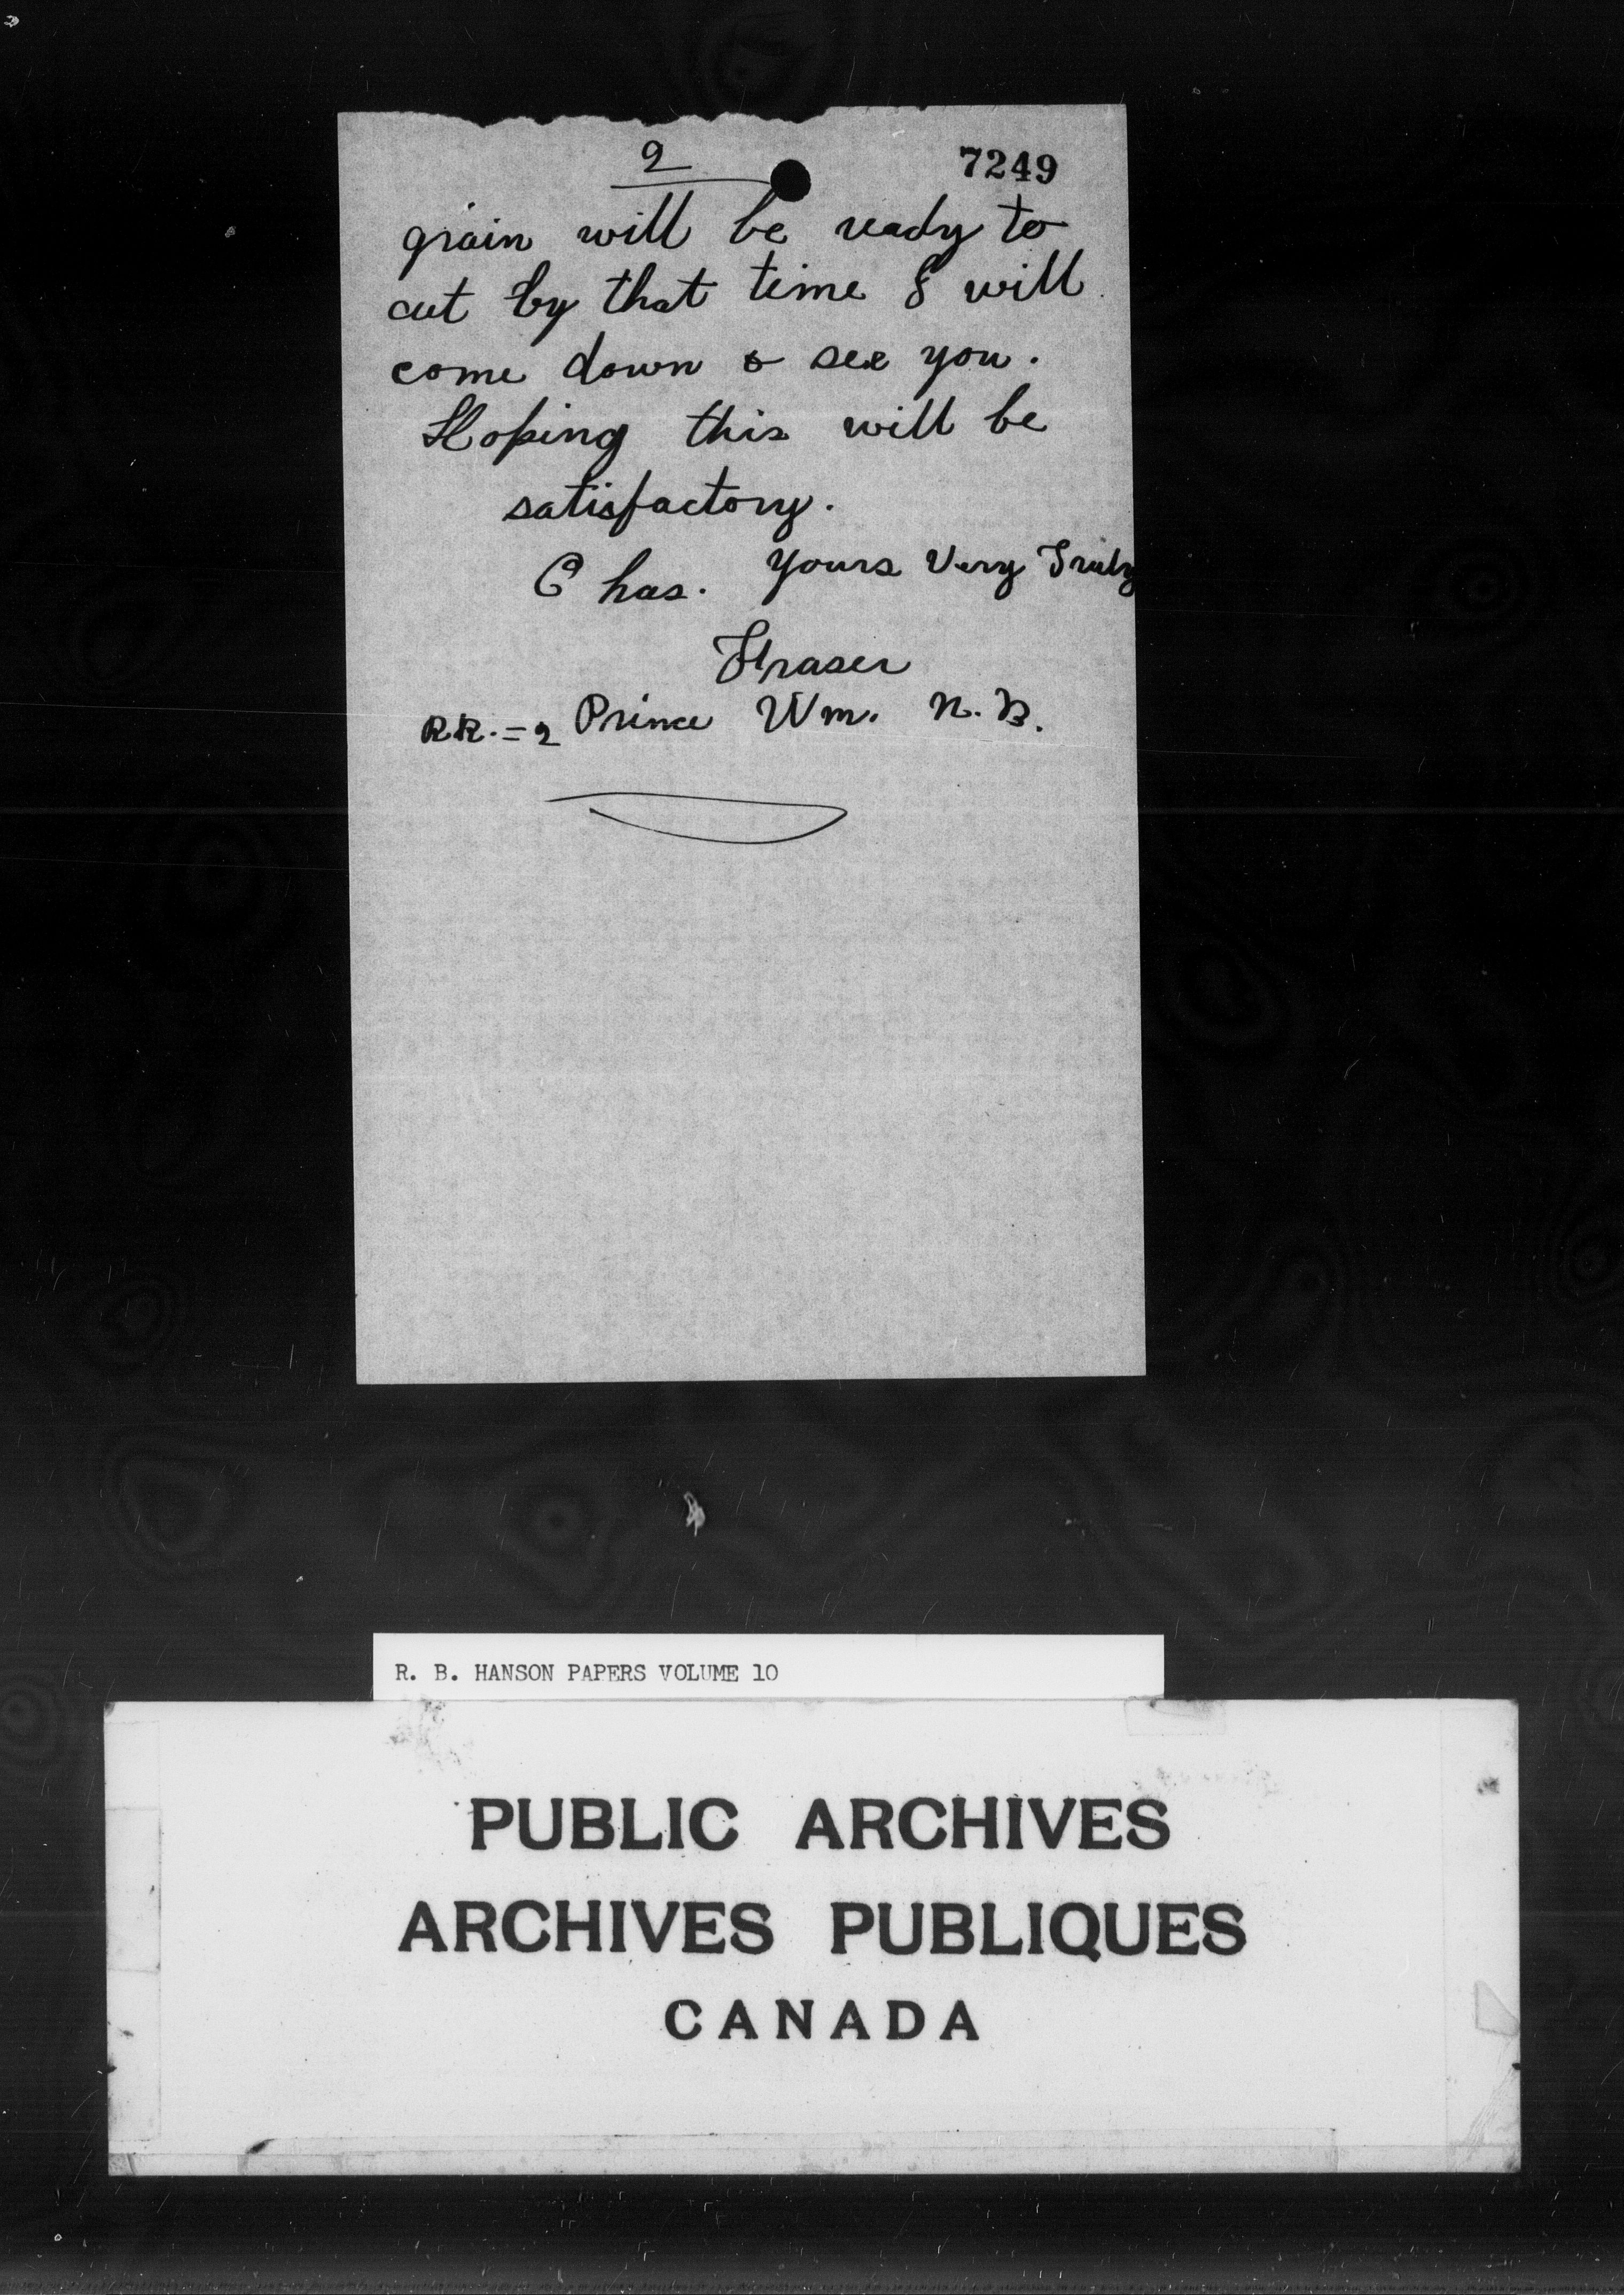 2
7249
grain will be ready to
cut by that time I will
come down & see you.
Hoping this will be
satisfactory.
Yours Very Truly
Chas.
Fraser
RR.=2 Prince Wm. N.B.
R. B. HANSON PAPERS VOLUME 10
PUBLIC ARCHIVES
ARCHIVES PUBLIQUES
CANADA